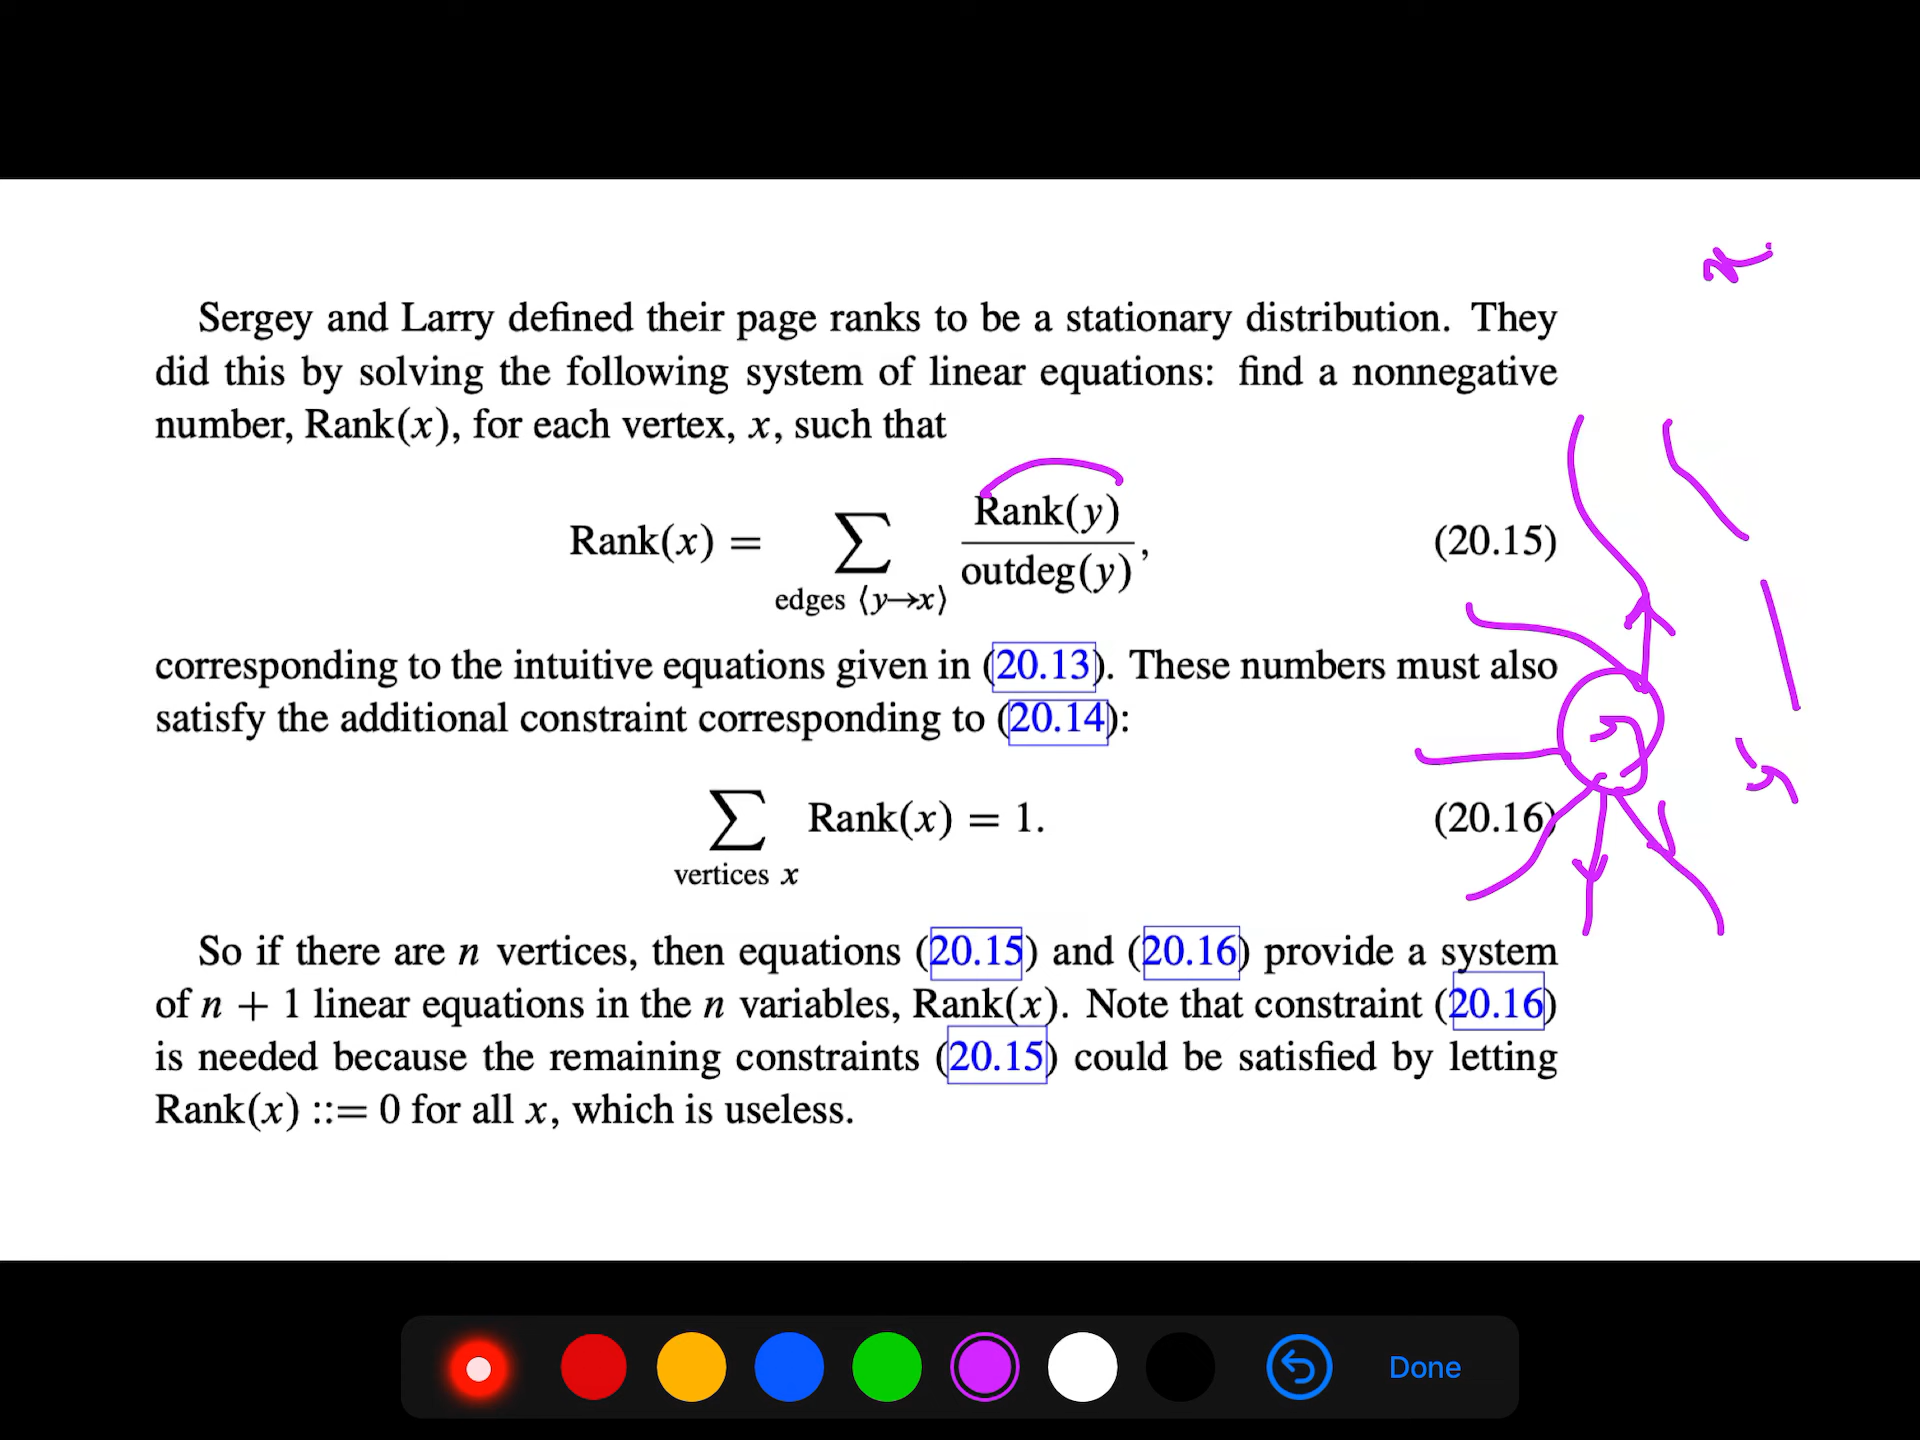 x
Sergey and Larry defined their page ranks to be a stationary distribution. They
did this by solving the following system of linear equations: find a nonnegative
number, Rank(x), for each vertex, x, such that
Rank(x) = ∑ edges ⟨y→x⟩ Rank(y) / outdeg(y), (20.15)
corresponding to the intuitive equations given in (20.13). These numbers must also
satisfy the additional constraint corresponding to (20.14):
∑ vertices x Rank(x) = 1. (20.16)
So if there are n vertices, then equations (20.15) and (20.16) provide a system
of n + 1 linear equations in the n variables, Rank(x). Note that constraint (20.16)
is needed because the remaining constraints (20.15) could be satisfied by letting
Rank(x) ::= 0 for all x, which is useless.
Done